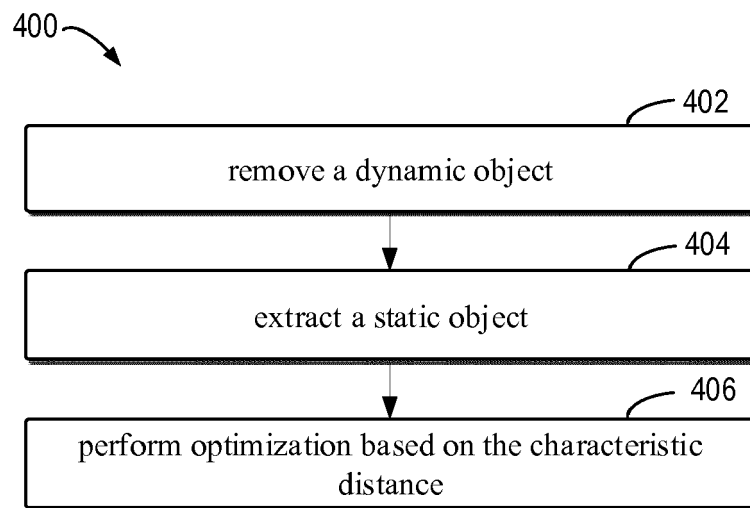 400
402
remove a dynamic object
404
extract a static object
406
perform optimization based on the characteristic
distance